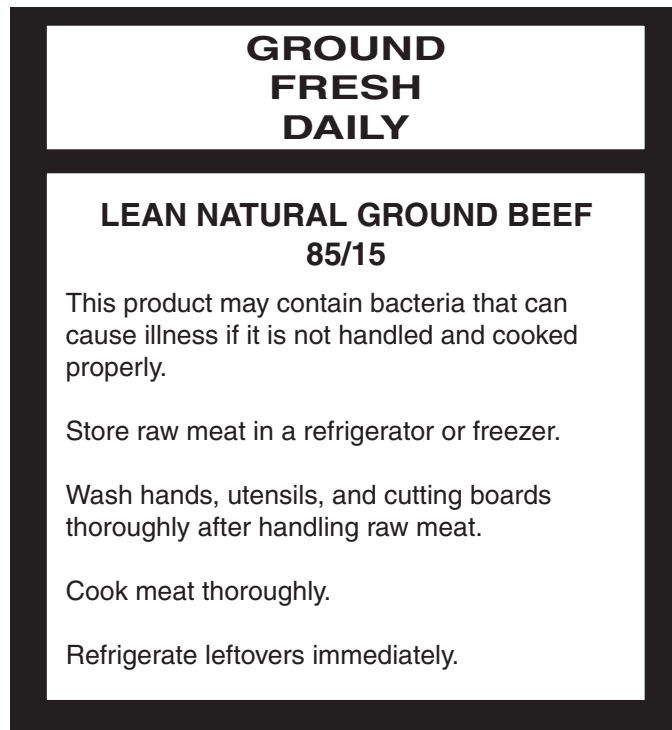 GROUND
FRESH
DAILY
LEAN NATURAL GROUND BEEF
85/15
This product may contain bacteria that can
cause illness if it is not handled and cooked
properly.
Store raw meat in a refrigerator or freezer.
Wash hands, utensils, and cutting boards
thoroughly after handling raw meat.
Cook meat thoroughly.
Refrigerate leftovers immediately.